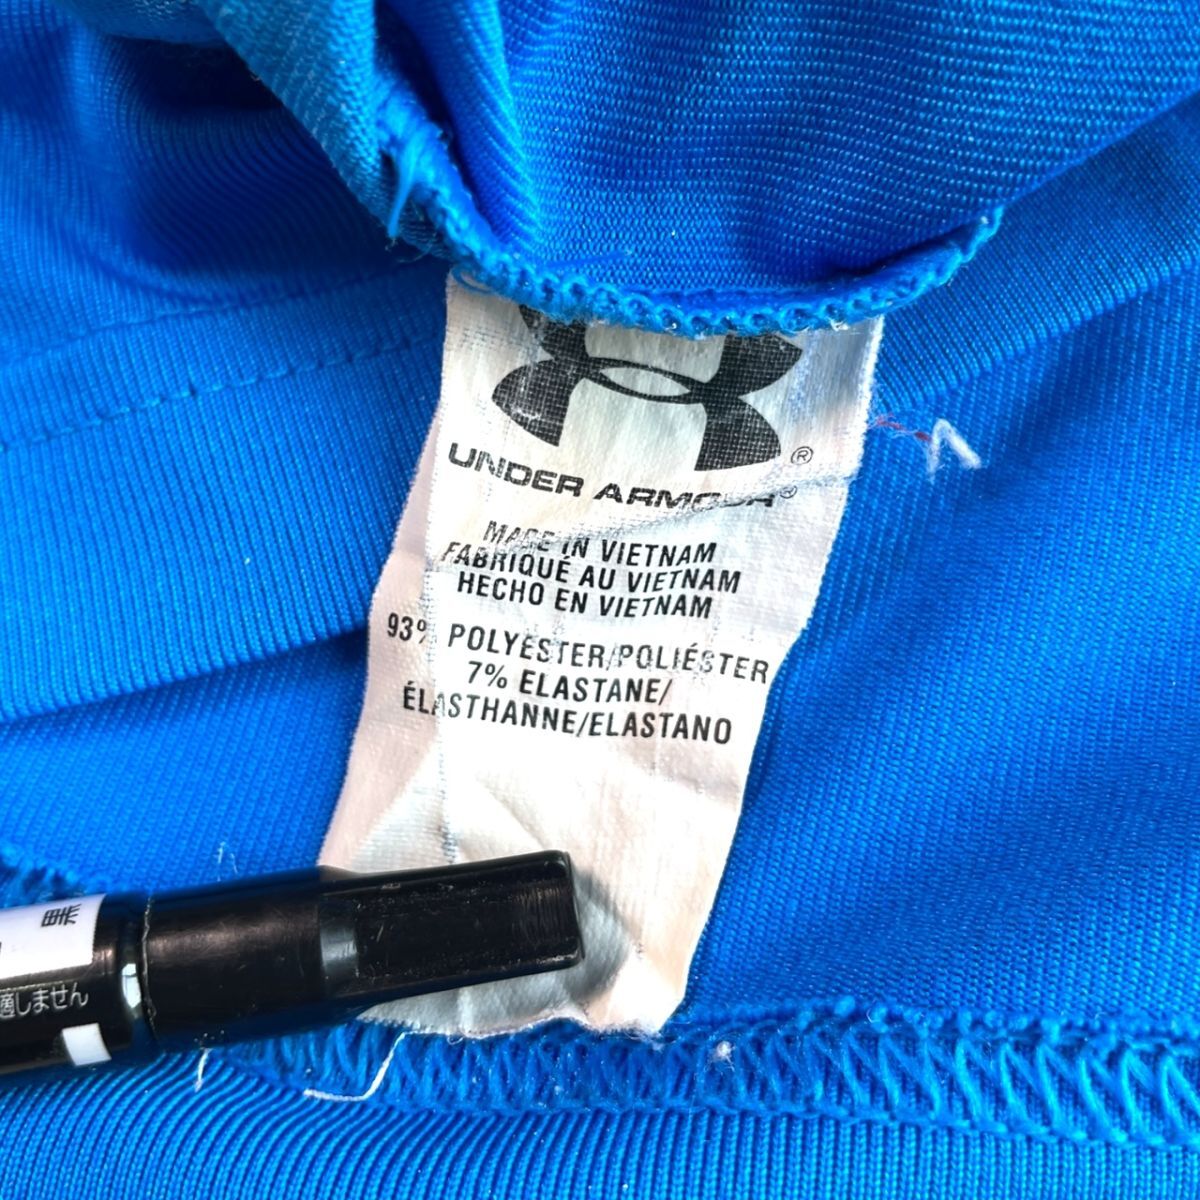 UNDER ARMOUR®
MADE IN VIETNAM
FABRIQUÉ AU VIETNAM
HECHO EN VIETNAM
93% POLYESTER/POLIÉSTER
7% ELASTANE/
ÉLASTHANNE/ELASTANO
黒
適しません